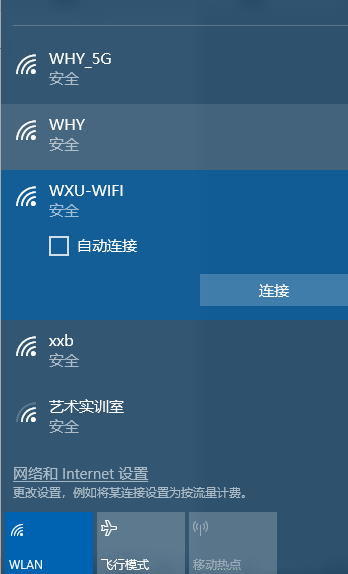 WHY_5G
安全
WHY
安全
WXU-WIFI
安全
自动连接
连接
xxb
安全
艺术实训室
安全
网络和 Internet 设置
更改设置，例如将某连接设置为按流量计费。
WLAN
飞行模式
移动热点